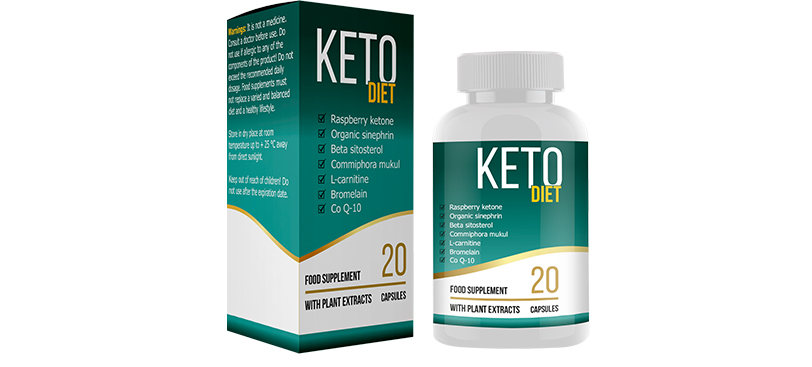 Warnings: It is not a medicine.
Consult a doctor before use. Do
not use if allergic to any of the
components of the product! Do not
exceed the recommended daily
dosage. Food supplements must
not replace a varied and balanced
diet and a healthy lifestyle.
Store in dry place at room
temperature up to + 25 °C away
from direct sunlight.
Keep out of reach of children! Do
not use after the expiration date.
KETO
DIET
Raspberry ketone
Organic sinephrin
Beta sitosterol
Commiphora mukul
L-carnitine
Bromelain
Co Q-10
FOOD SUPPLEMENT
20
WITH PLANT EXTRACTS
CAPSULES
KETO
DIET
Raspberry ketone
Organic sinephrin
Beta sitosterol
Commiphora mukul
L-carnitine
Bromelain
Co Q-10
FOOD SUPPLEMENT
20
WITH PLANT EXTRACTS
CAPSULES